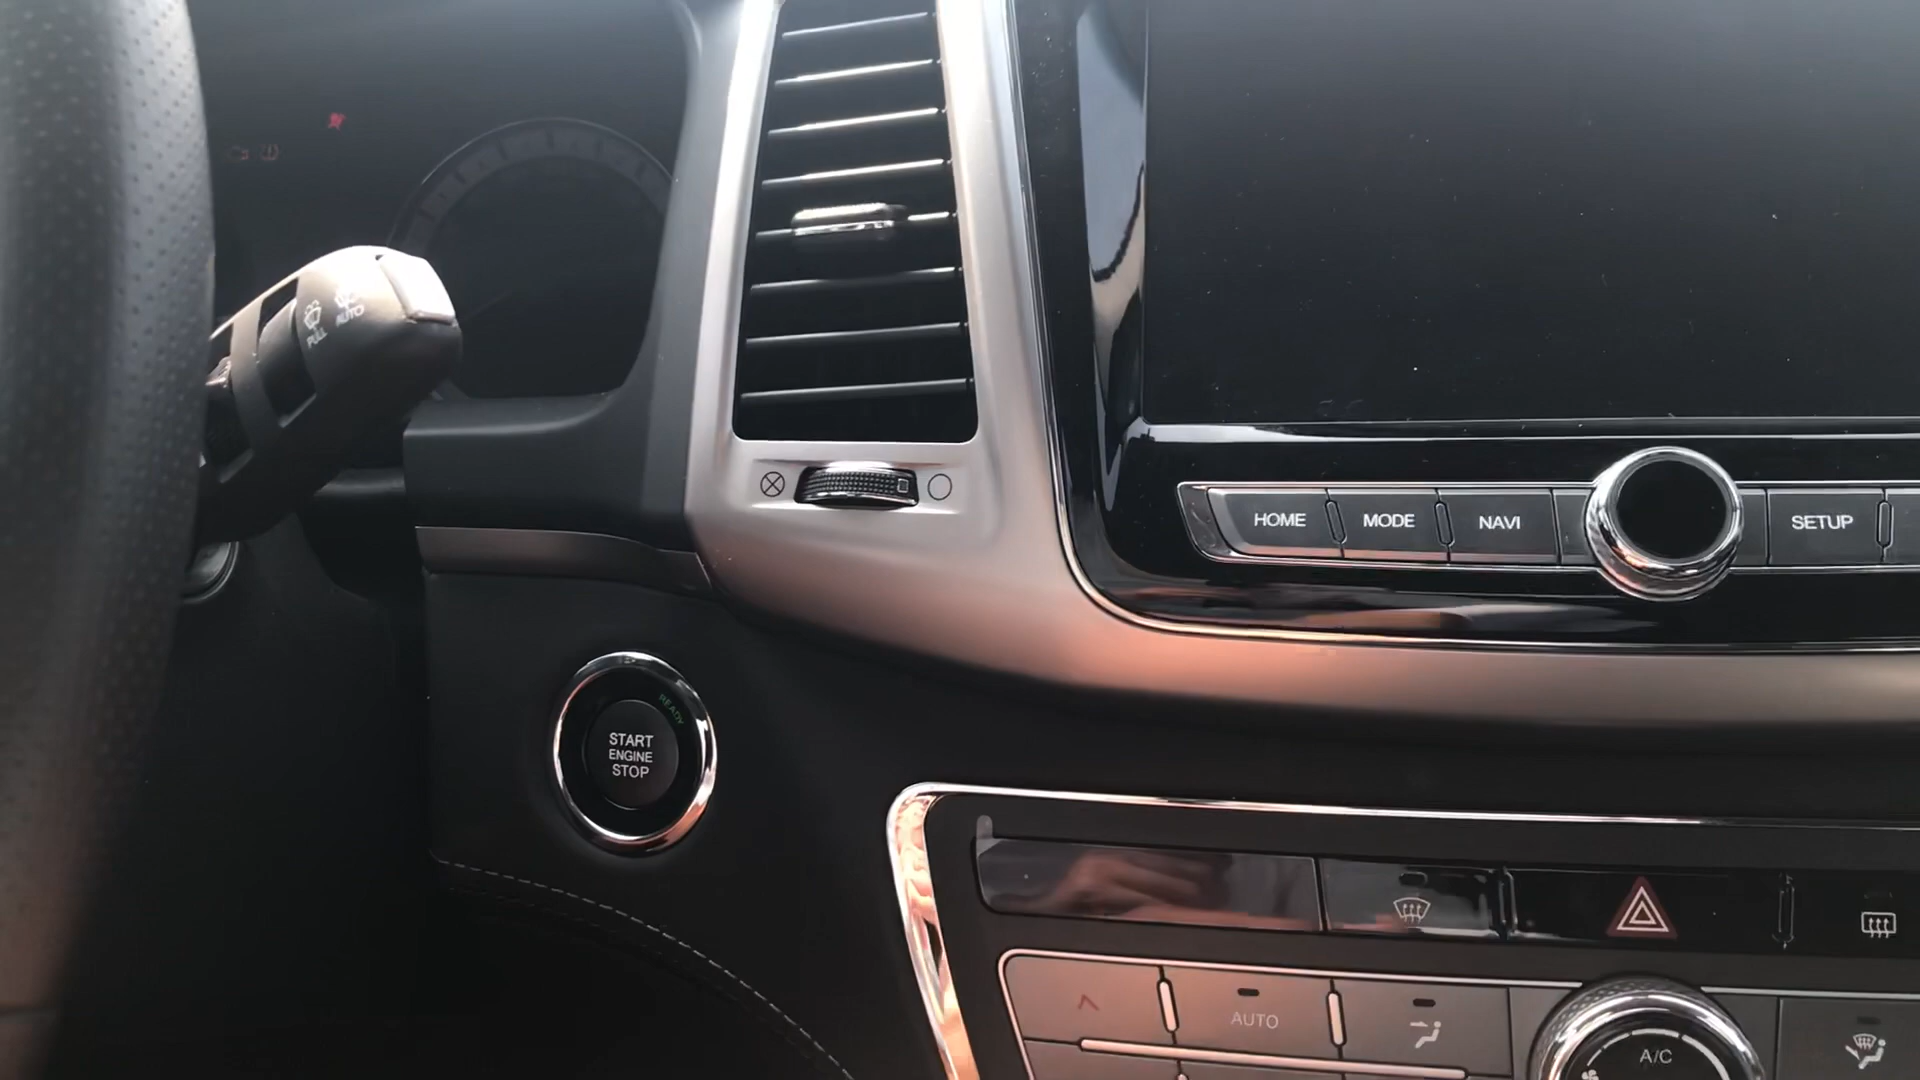 PULL
AUTO
HOME
MODE
NAVI
SETUP
READY
START
ENGINE
STOP
AUTO
A/C